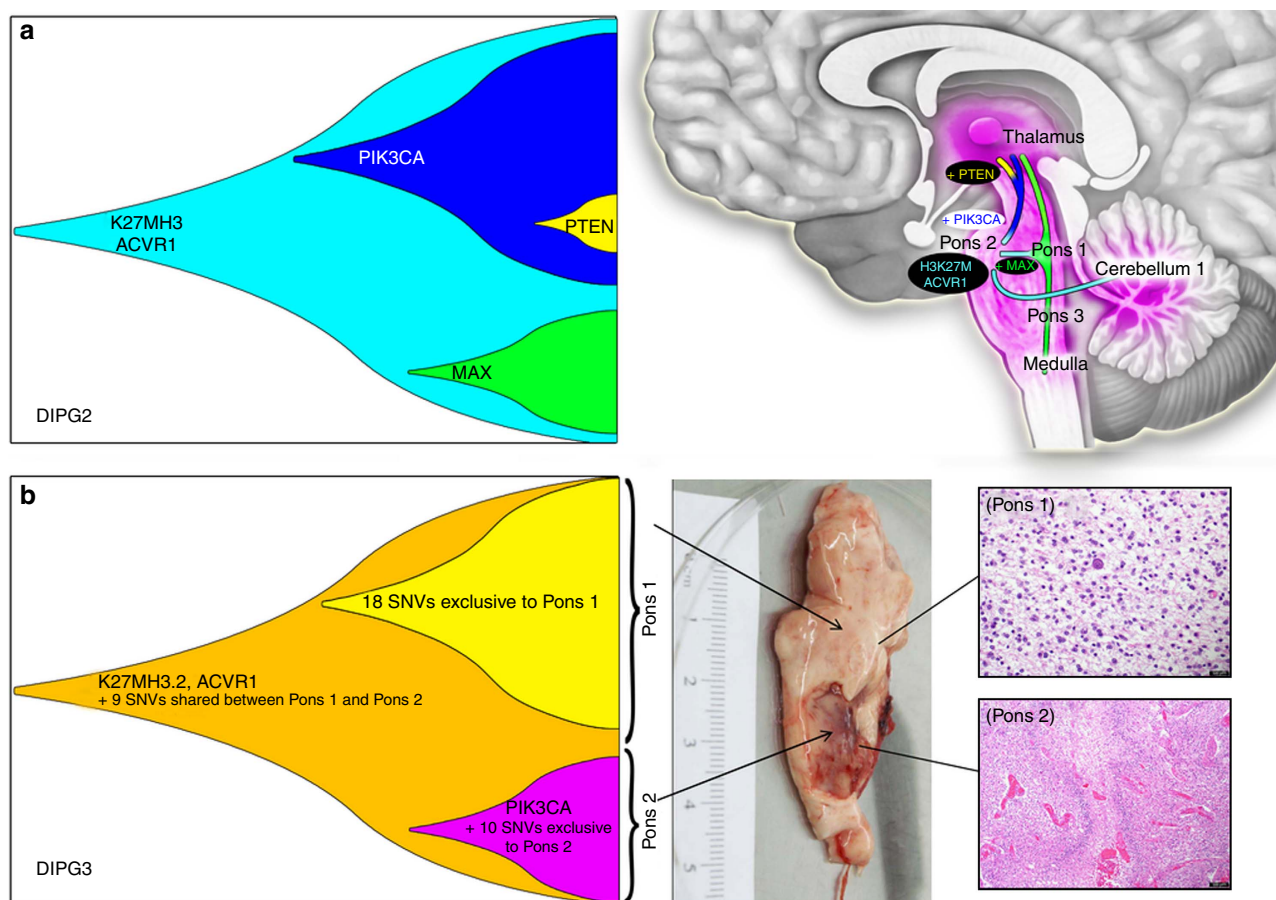 a
K27MH3
ACVR1
PIK3CA
PTEN
MAX
DIPG2
Thalamus
+ PTEN
+ PIK3CA
Pons 2
Pons 1
H3K27M
ACVR1
+ MAX
Cerebellum 1
Pons 3
Medulla
b
18 SNVs exclusive to Pons 1
K27MH3.2, ACVR1
+ 9 SNVs shared between Pons 1 and Pons 2
PIK3CA
+ 10 SNVs exclusive
to Pons 2
DIPG3
Pons 1
Pons 2
1
2
3
4
5
(Pons 1)
(Pons 2)